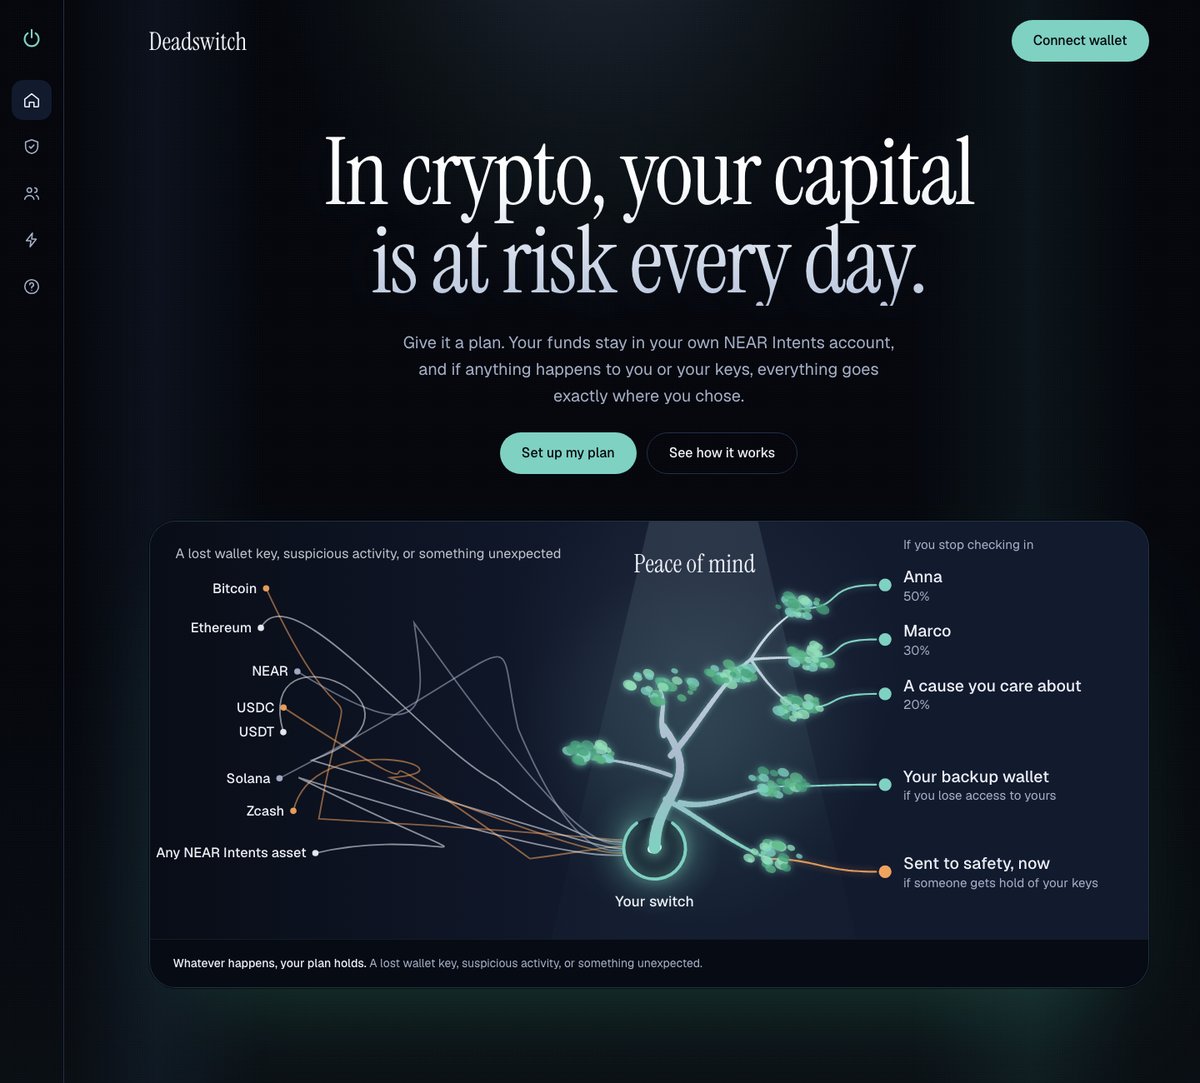 Deadswitch
Connect wallet
In crypto, your capital
is at risk every day.
Give it a plan. Your funds stay in your own NEAR Intents account,
and if anything happens to you or your keys, everything goes
exactly where you chose.
Set up my plan
See how it works
A lost wallet key, suspicious activity, or something unexpected
Bitcoin
Ethereum
NEAR
USDC
USDT
Solana
Zcash
Any NEAR Intents asset
Peace of mind
Your switch
If you stop checking in
Anna
50%
Marco
30%
A cause you care about
20%
Your backup wallet
if you lose access to yours
Sent to safety, now
if someone gets hold of your keys
Whatever happens, your plan holds. A lost wallet key, suspicious activity, or something unexpected.